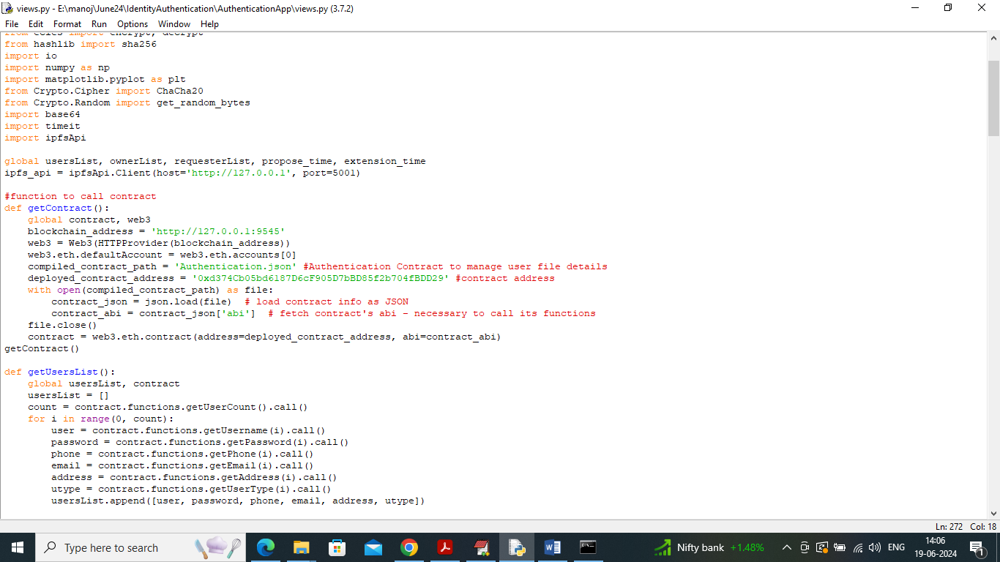 views.py - E:\manoj\June24\IdentityAuthentication\AuthenticationApp\views.py (3.7.2)
File Edit Format Run Options Window Help
from ecies import encrypt, decrypt
from hashlib import sha256
import io
import numpy as np
import matplotlib.pyplot as plt
from Crypto.Cipher import ChaCha20
from Crypto.Random import get_random_bytes
import base64
import timeit
import ipfsApi
global usersList, ownerList, requesterList, propose_time, extension_time
ipfs_api = ipfsApi.Client(host='http://127.0.0.1', port=5001)
#function to call contract
def getContract():
    global contract, web3
    blockchain_address = 'http://127.0.0.1:9545'
    web3 = Web3(HTTPProvider(blockchain_address))
    web3.eth.defaultAccount = web3.eth.accounts[0]
    compiled_contract_path = 'Authentication.json' #Authentication Contract to manage user file details
    deployed_contract_address = '0xd374Cb05bd6187D6cF905D7bBD85f2b704fBDD29' #contract address
    with open(compiled_contract_path) as file:
        contract_json = json.load(file)  # load contract info as JSON
        contract_abi = contract_json['abi']  # fetch contract's abi - necessary to call its functions
    file.close()
    contract = web3.eth.contract(address=deployed_contract_address, abi=contract_abi)
getContract()
def getUsersList():
    global usersList, contract
    usersList = []
    count = contract.functions.getUserCount().call()
    for i in range(0, count):
        user = contract.functions.getUsername(i).call()
        password = contract.functions.getPassword(i).call()
        phone = contract.functions.getPhone(i).call()
        email = contract.functions.getEmail(i).call()
        address = contract.functions.getAddress(i).call()
        utype = contract.functions.getUserType(i).call()
        usersList.append([user, password, phone, email, address, utype])
Ln: 272 Col: 18
Type here to search
Nifty bank +1.48%
ENG
14:06
19-06-2024
1